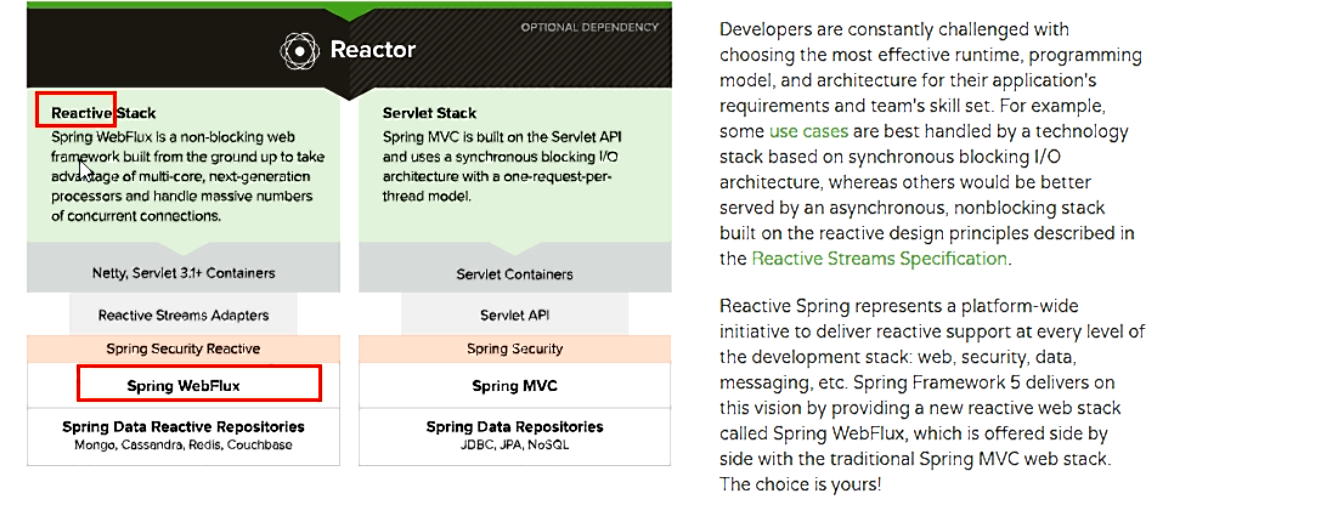 OPTIONAL DEPENDENCY
Reactor
Reactive Stack
Spring WebFlux is a non-blocking web
framework built from the ground up to take
advantage of multi-core, next-generation
processors and handle massive numbers
of concurrent connections.
Netty, Servlet 3.1+ Containers
Reactive Streams Adapters
Spring Security Reactive
Spring WebFlux
Spring Data Reactive Repositories
Mongo, Cassandra, Redis, Couchbase
Servlet Stack
Spring MVC is built on the Servlet API
and uses a synchronous blocking I/O
architecture with a one-request-per-
thread model.
Servlet Containers
Servlet API
Spring Security
Spring MVC
Spring Data Repositories
JDBC, JPA, NoSQL
Developers are constantly challenged with
choosing the most effective runtime, programming
model, and architecture for their application's
requirements and team's skill set. For example,
some use cases are best handled by a technology
stack based on synchronous blocking I/O
architecture, whereas others would be better
served by an asynchronous, nonblocking stack
built on the reactive design principles described in
the Reactive Streams Specification.
Reactive Spring represents a platform-wide
initiative to deliver reactive support at every level of
the development stack: web, security, data,
messaging, etc. Spring Framework 5 delivers on
this vision by providing a new reactive web stack
called Spring WebFlux, which is offered side by
side with the traditional Spring MVC web stack.
The choice is yours!